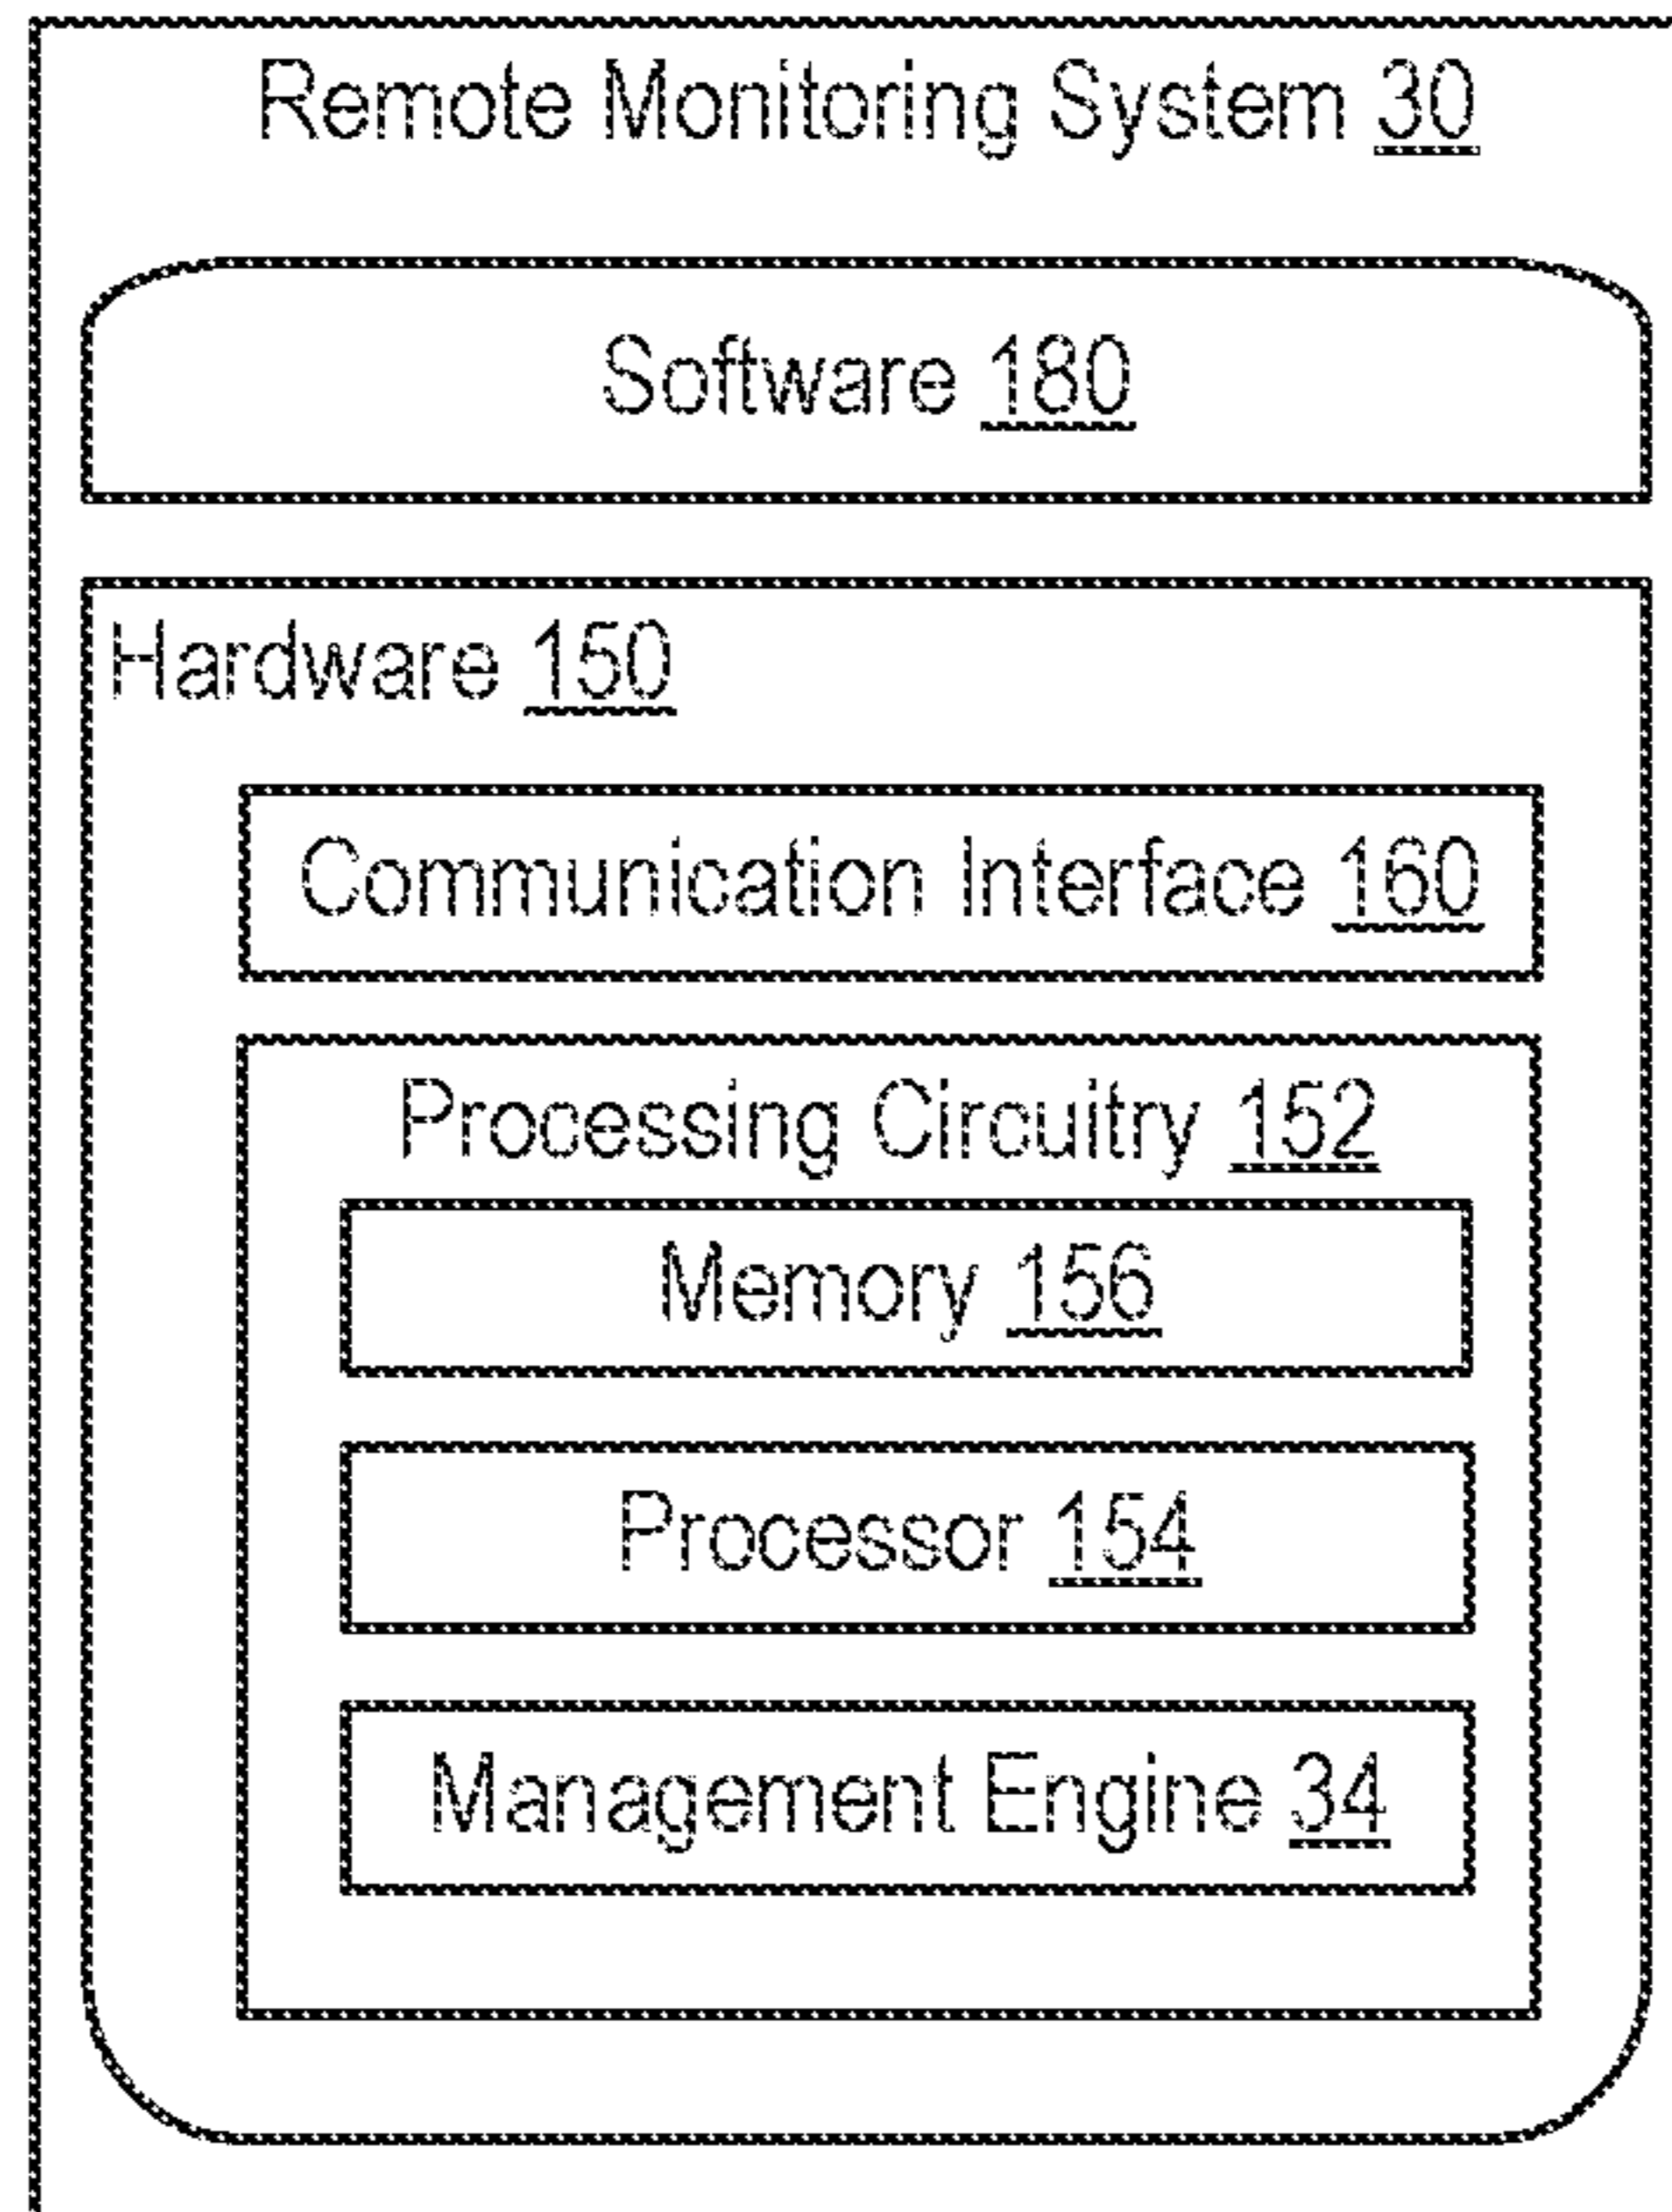 Remote Monitoring System 30
Software 180
Hardware 150
Communication Interface 160
Processing Circuitry 152
Memory 156
Processor 154
Management Engine 34